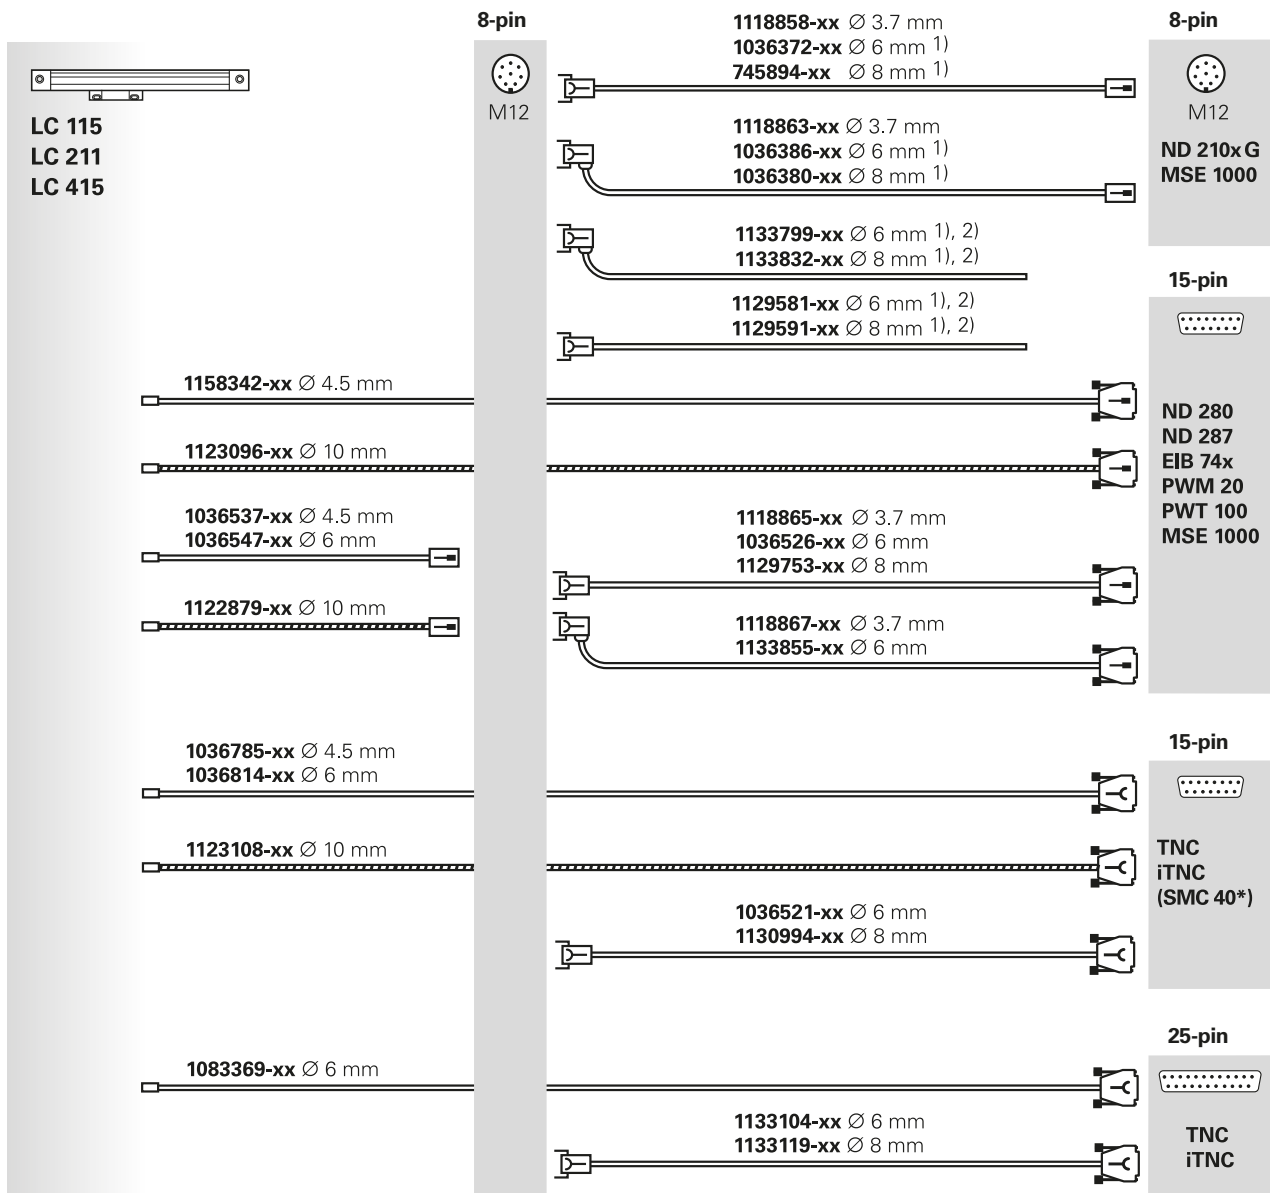 8-pin
M12
LC 115
LC 211
LC 415
1118858-xx Ø 3.7 mm
1036372-xx Ø 6 mm 1)
745894-xx Ø 8 mm 1)
8-pin
M12
ND 210x G
MSE 1000
1118863-xx Ø 3.7 mm
1036386-xx Ø 6 mm 1)
1036380-xx Ø 8 mm 1)
1133799-xx Ø 6 mm 1), 2)
1133832-xx Ø 8 mm 1), 2)
1129581-xx Ø 6 mm 1), 2)
1129591-xx Ø 8 mm 1), 2)
15-pin
ND 280
ND 287
EIB 74x
PWM 20
PWT 100
MSE 1000
1158342-xx Ø 4.5 mm
1123096-xx Ø 10 mm
1036537-xx Ø 4.5 mm
1036547-xx Ø 6 mm
1118865-xx Ø 3.7 mm
1036526-xx Ø 6 mm
1129753-xx Ø 8 mm
1122879-xx Ø 10 mm
1118867-xx Ø 3.7 mm
1133855-xx Ø 6 mm
1036785-xx Ø 4.5 mm
1036814-xx Ø 6 mm
15-pin
TNC
iTNC
(SMC 40*)
1123108-xx Ø 10 mm
1036521-xx Ø 6 mm
1130994-xx Ø 8 mm
1083369-xx Ø 6 mm
25-pin
TNC
iTNC
1133104-xx Ø 6 mm
1133119-xx Ø 8 mm